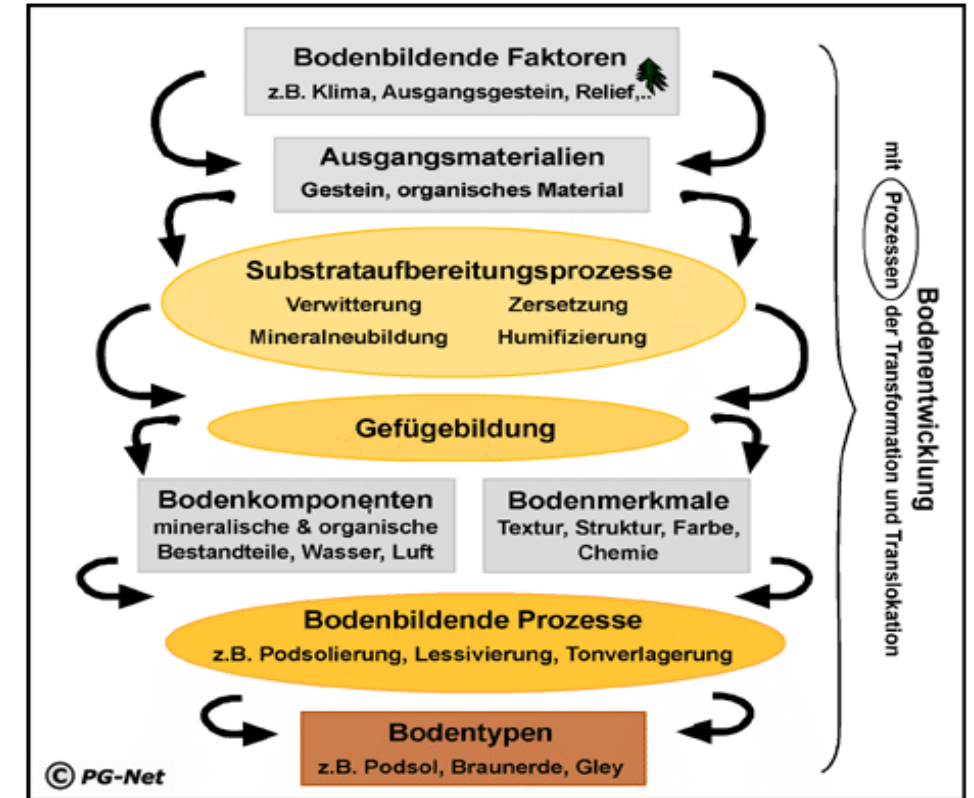 Bodenbildende Faktoren
z.B. Klima, Ausgangsgestein, Relief,..
Ausgangsmaterialien
Gestein, organisches Material
Substrataufbereitungsprozesse
Verwitterung Zersetzung
Mineralneubildung Humifizierung
Gefügebildung
Bodenkomponenten
mineralische & organische
Bestandteile, Wasser, Luft
Bodenmerkmale
Textur, Struktur, Farbe,
Chemie
Bodenbildende Prozesse
z.B. Podsolierung, Lessivierung, Tonverlagerung
Bodentypen
z.B. Podsol, Braunerde, Gley
© PG-Net
Bodenentwicklung
mit Prozessen der Transformation und Translokation